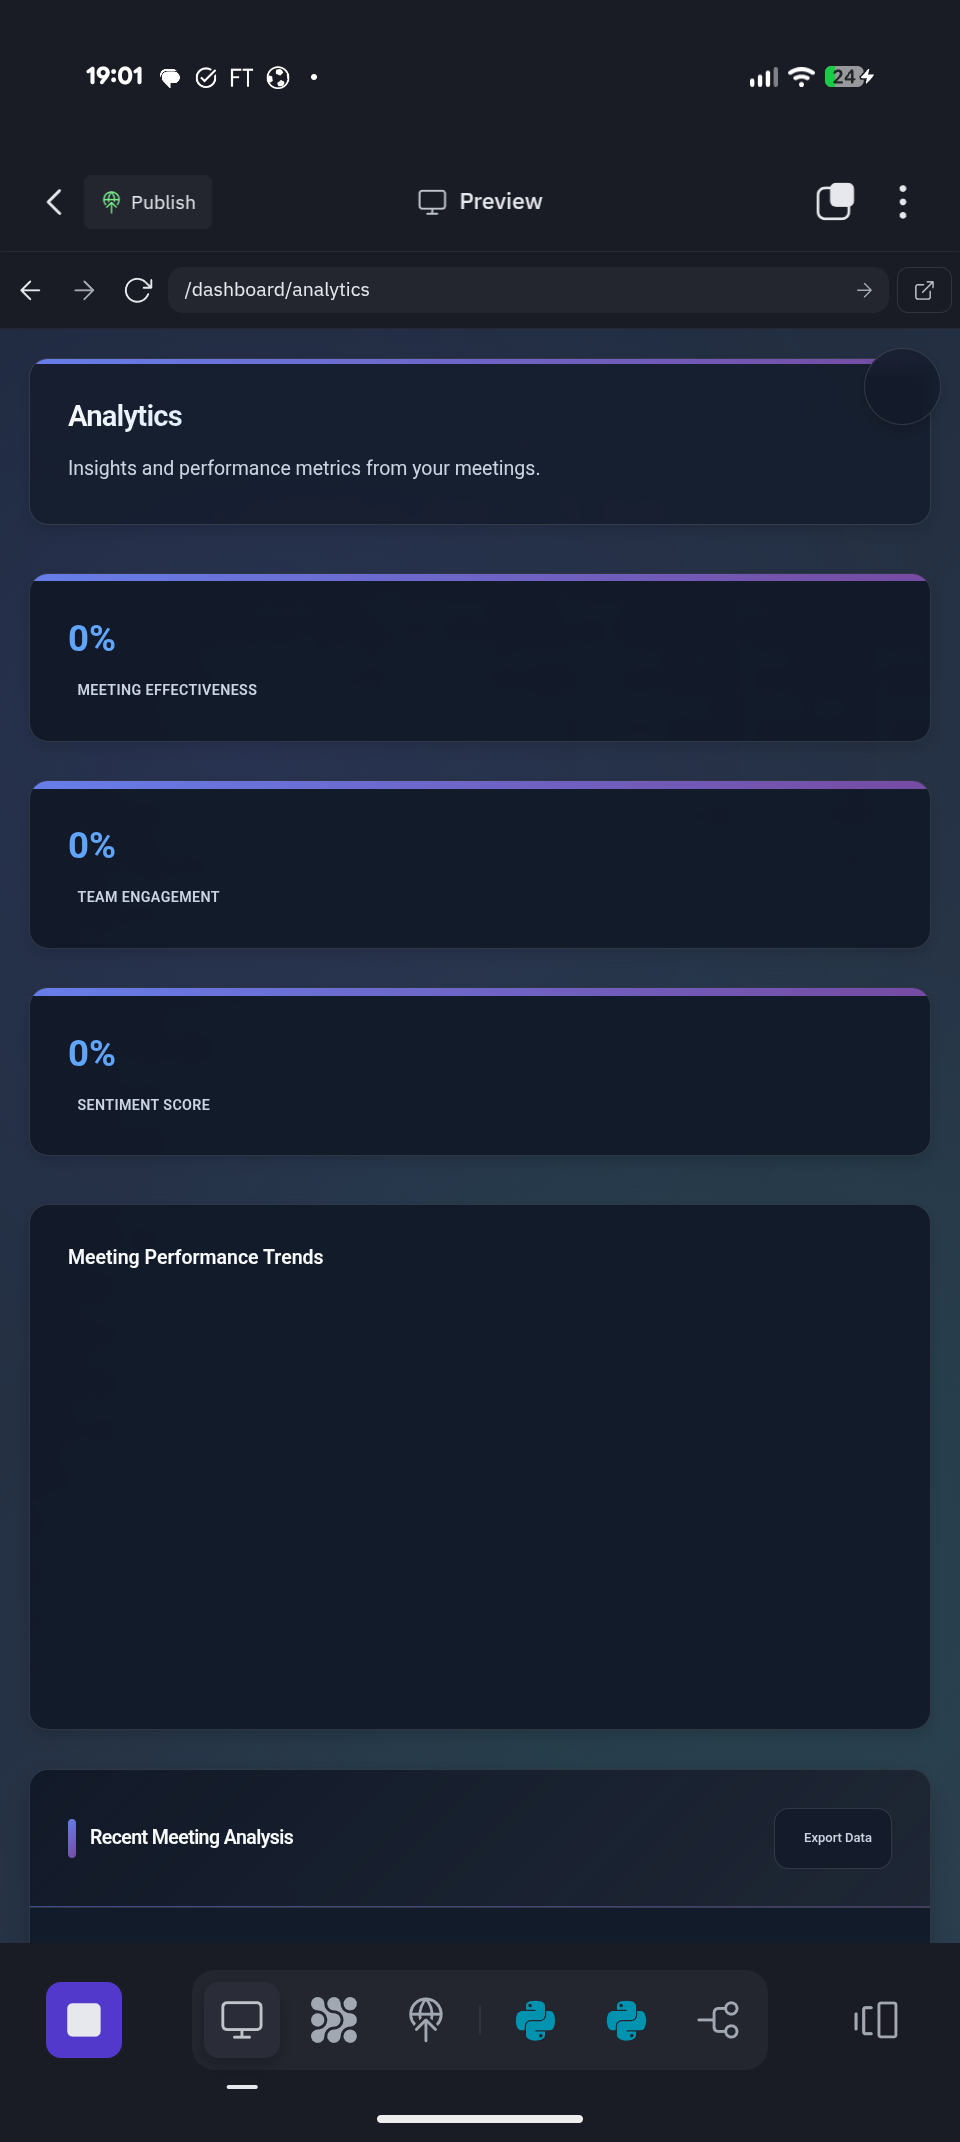 19:01 FT 24
Publish
Preview
/dashboard/analytics
Analytics
Insights and performance metrics from your meetings.
0%
MEETING EFFECTIVENESS
0%
TEAM ENGAGEMENT
0%
SENTIMENT SCORE
Meeting Performance Trends
Recent Meeting Analysis
Export Data